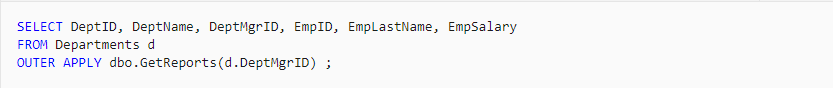 SELECT DeptID, DeptName, DeptMgrID, EmpID, EmpLastName, EmpSalary
FROM Departments d
OUTER APPLY dbo.GetReports(d.DeptMgrID) ;